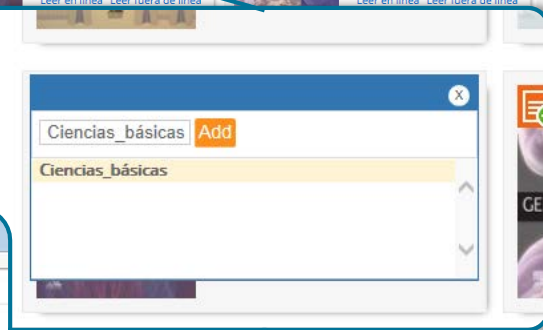 Leer en línea Leer fuera de línea Leer en línea Leer fuera de línea
X
Ciencias_básicas Add
Ciencias_básicas
GE